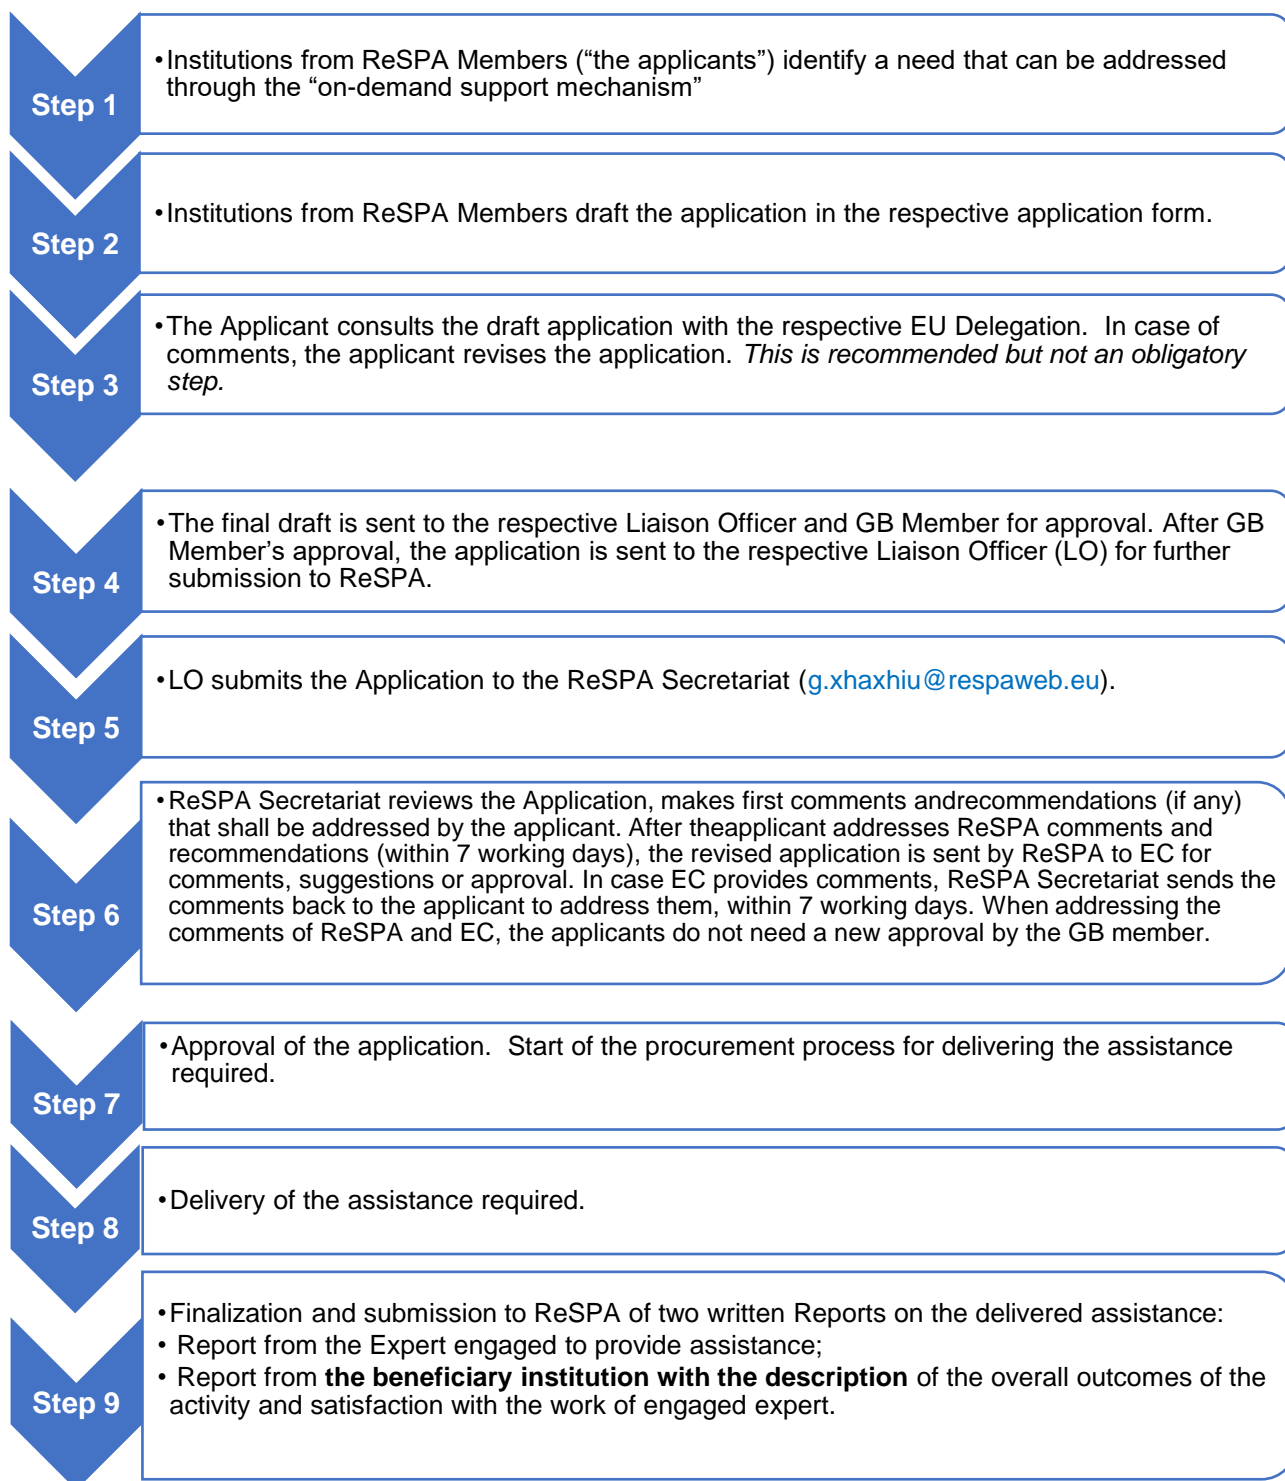 Step 1
•Institutions from ReSPA Members (“the applicants”) identify a need that can be addressed
through the “on-demand support mechanism”
Step 2
•Institutions from ReSPA Members draft the application in the respective application form.
Step 3
•The Applicant consults the draft application with the respective EU Delegation.  In case of
comments, the applicant revises the application. This is recommended but not an obligatory
step.
Step 4
•The final draft is sent to the respective Liaison Officer and GB Member for approval. After GB
Member’s approval, the application is sent to the respective Liaison Officer (LO) for further
submission to ReSPA.
Step 5
•LO submits the Application to the ReSPA Secretariat (g.xhaxhiu@respaweb.eu).
Step 6
•ReSPA Secretariat reviews the Application, makes first comments andrecommendations (if any)
that shall be addressed by the applicant. After theapplicant addresses ReSPA comments and
recommendations (within 7 working days), the revised application is sent by ReSPA to EC for
comments, suggestions or approval. In case EC provides comments, ReSPA Secretariat sends the
comments back to the applicant to address them, within 7 working days. When addressing the
comments of ReSPA and EC, the applicants do not need a new approval by the GB member.
Step 7
•Approval of the application.  Start of the procurement process for delivering the assistance
required.
Step 8
•Delivery of the assistance required.
Step 9
•Finalization and submission to ReSPA of two written Reports on the delivered assistance:
• Report from the Expert engaged to provide assistance;
• Report from the beneficiary institution with the description of the overall outcomes of the
activity and satisfaction with the work of engaged expert.